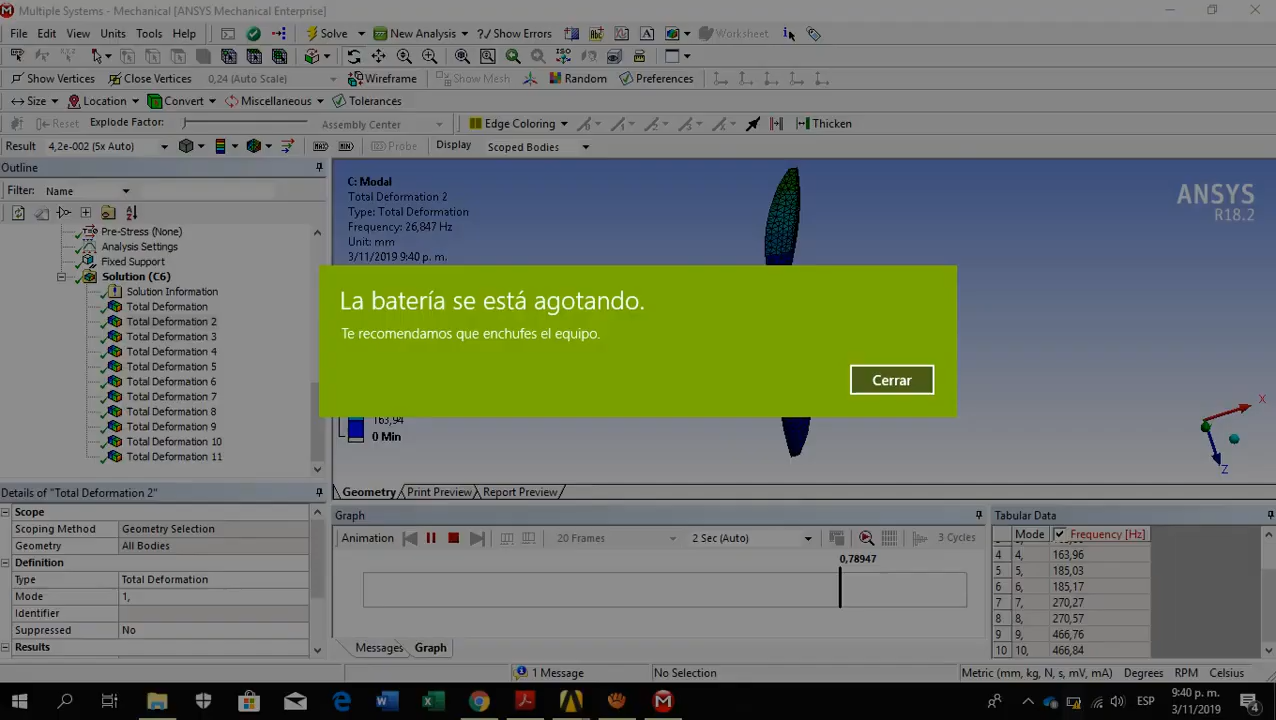 Multiple Systems - Mechanical [ANSYS Mechanical Enterprise]
File Edit View Units Tools Help Solve New Analysis ?/Show Errors Worksheet
Show Vertices Close Vertices 0,24 (Auto Scale) Wireframe Show Mesh Random Preferences
Size Location Convert Miscellaneous Tolerances
Reset Explode Factor: Assembly Center Edge Coloring Thicken
Result 4,2e-002 (5x Auto) Probe Display Scoped Bodies
Outline
Filter: Name
Pre-Stress (None)
Analysis Settings
Fixed Support
Solution (C6)
Solution Information
Total Deformation
Total Deformation 2
Total Deformation 3
Total Deformation 4
Total Deformation 5
Total Deformation 6
Total Deformation 7
Total Deformation 8
Total Deformation 9
Total Deformation 10
Total Deformation 11
C: Modal
Total Deformation 2
Type: Total Deformation
Frequency: 26,847 Hz
Unit: mm
3/11/2019 9:40 p. m.
ANSYS
R18.2
La batería se está agotando.
Te recomendamos que enchufes el equipo.
Cerrar
163,94
0 Min
X
Z
Geometry Print Preview Report Preview
Details of "Total Deformation 2"
Scope
Scoping Method Geometry Selection
Geometry All Bodies
Definition
Type Total Deformation
Mode 1,
Identifier
Suppressed No
Results
Graph
Animation 20 Frames 2 Sec (Auto) 3 Cycles
0,78947
Messages Graph
Tabular Data
Mode Frequency [Hz]
4 4, 163,96
5 5, 185,03
6 6, 185,17
7 7, 270,27
8 8, 270,57
9 9, 466,76
10 10, 466,84
1 Message No Selection Metric (mm, kg, N, s, mV, mA) Degrees RPM Celsius
ESP
9:40 p. m.
3/11/2019
4